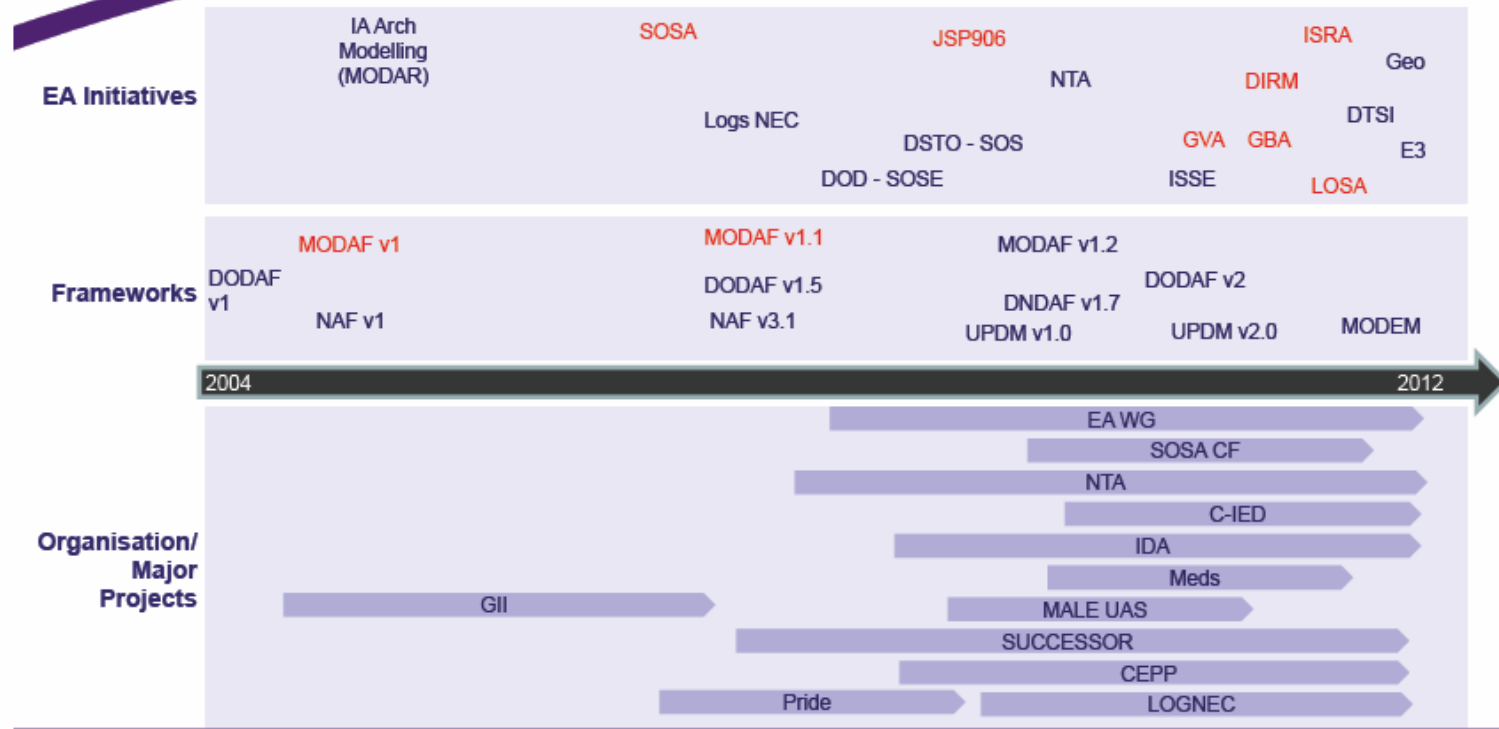 EA Initiatives
IA Arch
Modelling
(MODAR)
SOSA
JSP906
ISRA
Geo
NTA
DIRM
Logs NEC
DTSI
DSTO - SOS
GVA
GBA
E3
DOD - SOSE
ISSE
LOSA
Frameworks
MODAF v1
MODAF v1.1
MODAF v1.2
DODAF
v1
DODAF v1.5
DODAF v2
NAF v1
NAF v3.1
DNDAF v1.7
UPDM v1.0
UPDM v2.0
MODEM
2004
2012
Organisation/
Major
Projects
EA WG
SOSA CF
NTA
C-IED
IDA
Meds
GII
MALE UAS
SUCCESSOR
CEPP
Pride
LOGNEC